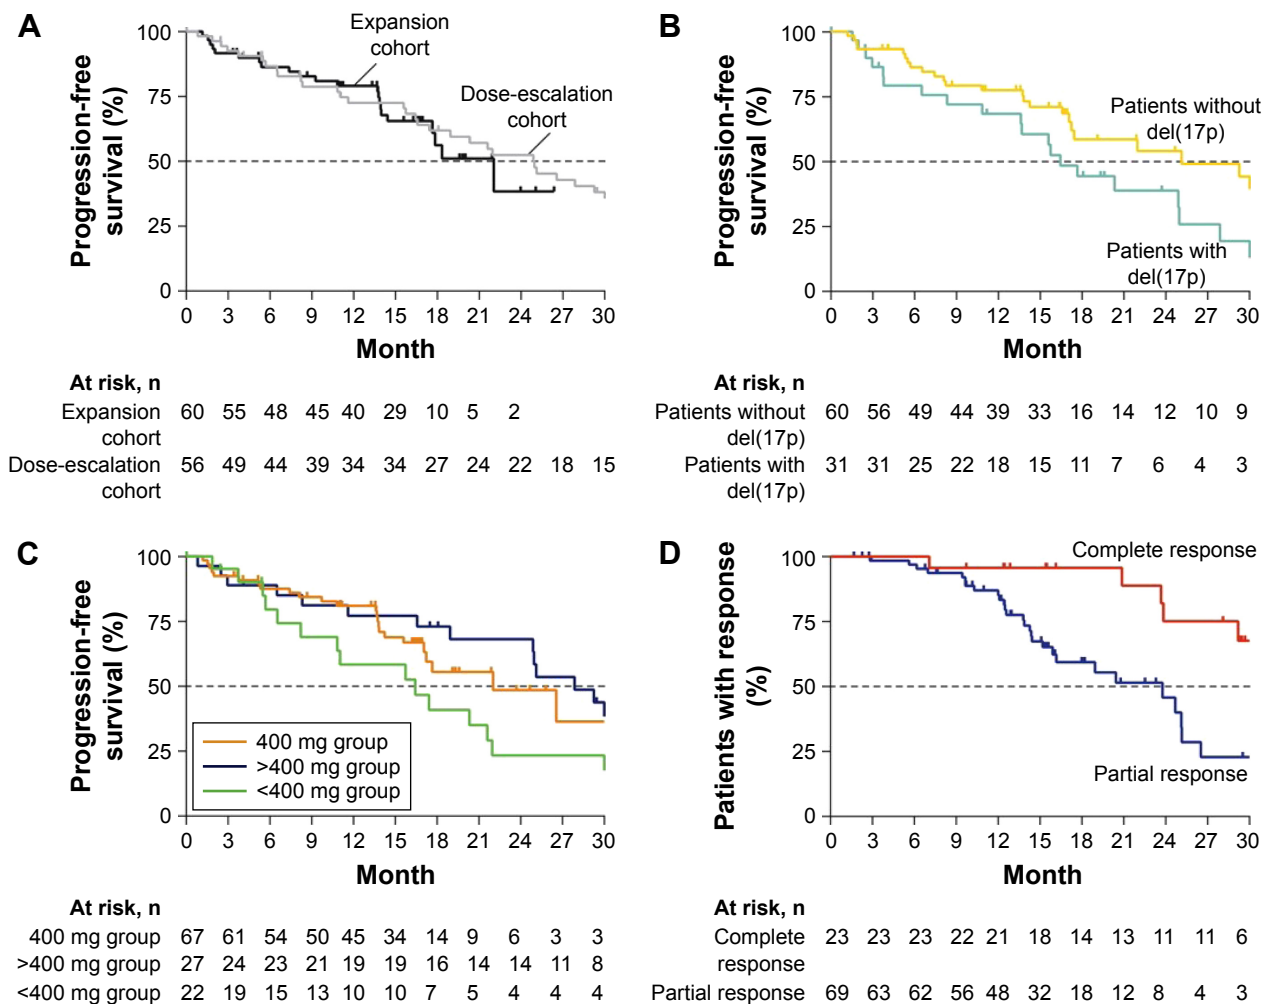 A
Progression-free
survival (%)
100
75
50
25
0
Expansion
cohort
Dose-escalation
cohort
0 3 6 9 12 15 18 21 24 27 30
Month
At risk, n
Expansion 60 55 48 45 40 29 10 5 2
cohort
Dose-escalation 56 49 44 39 34 34 27 24 22 18 15
cohort
B
Progression-free
survival (%)
100
75
50
25
0
Patients without
del(17p)
Patients with
del(17p)
0 3 6 9 12 15 18 21 24 27 30
Month
At risk, n
Patients without 60 56 49 44 39 33 16 14 12 10 9
del(17p)
Patients with 31 31 25 22 18 15 11 7 6 4 3
del(17p)
C
Progression-free
survival (%)
100
75
50
25
0
400 mg group
>400 mg group
<400 mg group
0 3 6 9 12 15 18 21 24 27 30
Month
At risk, n
400 mg group 67 61 54 50 45 34 14 9 6 3 3
>400 mg group 27 24 23 21 19 19 16 14 14 11 8
<400 mg group 22 19 15 13 10 10 7 5 4 4 4
D
Patients with response
(%)
100
75
50
25
0
Complete response
Partial response
0 3 6 9 12 15 18 21 24 27 30
Month
At risk, n
Complete 23 23 23 22 21 18 14 13 11 11 6
response
Partial response 69 63 62 56 48 32 18 12 8 4 3